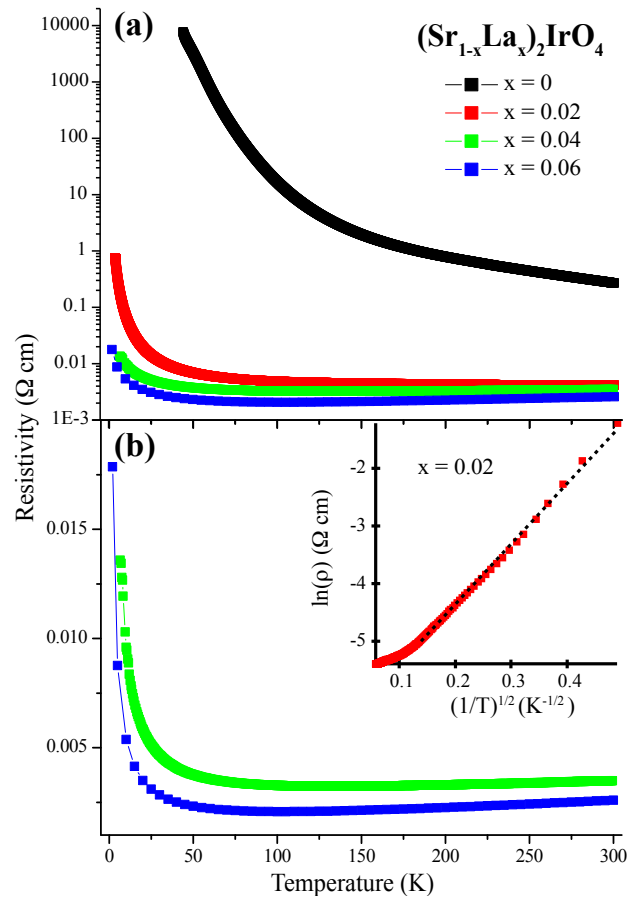 (a)
(Sr1-xLax)2IrO4
x = 0
x = 0.02
x = 0.04
x = 0.06
10000
1000
100
10
1
0.1
0.01
1E-3
Resistivity (Ω cm)
(b)
x = 0.02
-2
-3
-4
-5
ln(ρ) (Ω cm)
0.1 0.2 0.3 0.4
(1/T)^1/2 (K^-1/2)
0.015
0.010
0.005
0 50 100 150 200 250 300
Temperature (K)